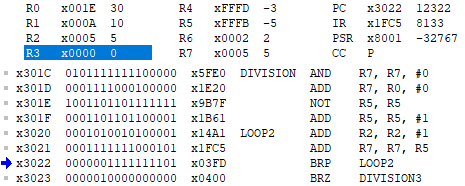 R0 x001E 30 R4 xFFFD -3 PC x3022 12322
R1 x000A 10 R5 xFFFB -5 IR x1FC5 8133
R2 x0005 5 R6 x0002 2 PSR x8001 -32767
R3 x0000 0 R7 x0005 5 CC P
x301C 0101111111100000 x5FE0 DIVISION AND R7, R7, #0
x301D 0001111000100000 x1E20 ADD R7, R0, #0
x301E 1001101101111111 x9B7F NOT R5, R5
x301F 0001101101100001 x1B61 ADD R5, R5, #1
x3020 0001010010100001 x14A1 LOOP2 ADD R2, R2, #1
x3021 0001111111000101 x1FC5 ADD R7, R7, R5
x3022 0000001111111101 x03FD BRP LOOP2
x3023 0000010000000000 x0400 BRZ DIVISION3